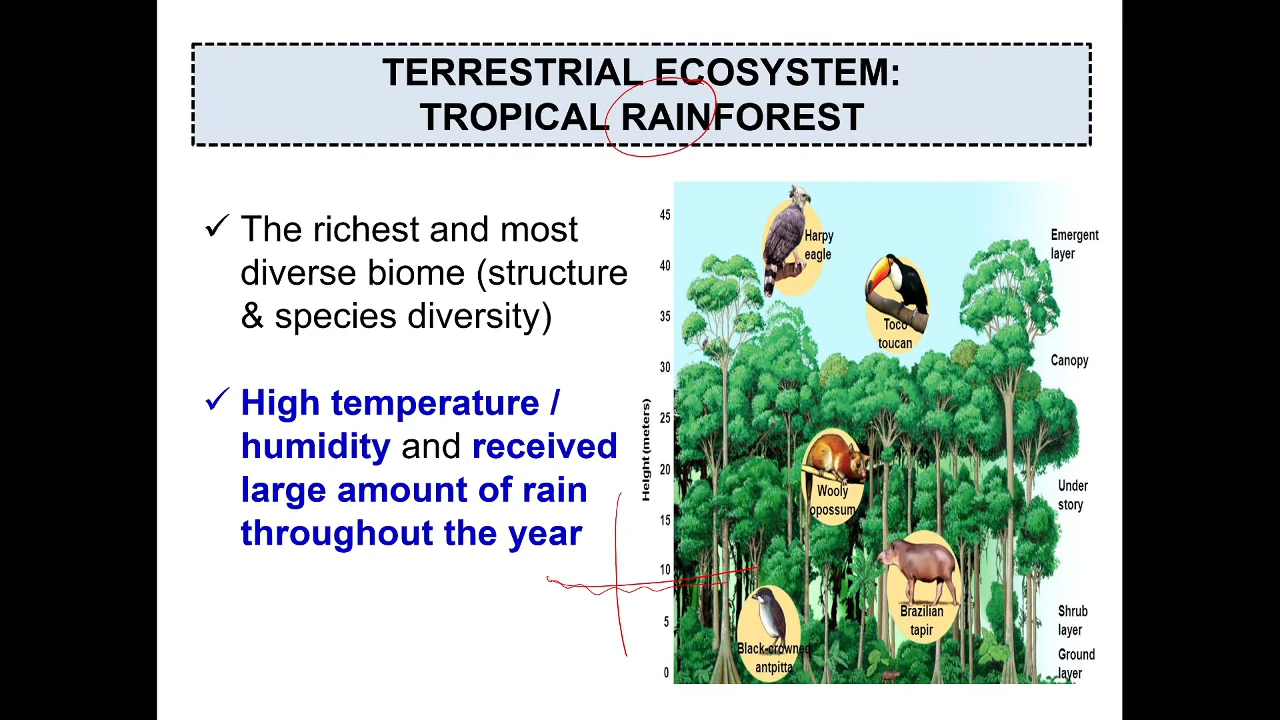 TERRESTRIAL ECOSYSTEM:
TROPICAL RAINFOREST
✓ The richest and most
diverse biome (structure
& species diversity)
✓ High temperature /
humidity and received
large amount of rain
throughout the year
Height (meters)
45
40
35
30
25
20
15
10
5
0
Harpy
eagle
Toco
toucan
Wooly
opossum
Brazilian
tapir
Black-crowned
antpitta
Emergent
layer
Canopy
Under
story
Shrub
layer
Ground
layer